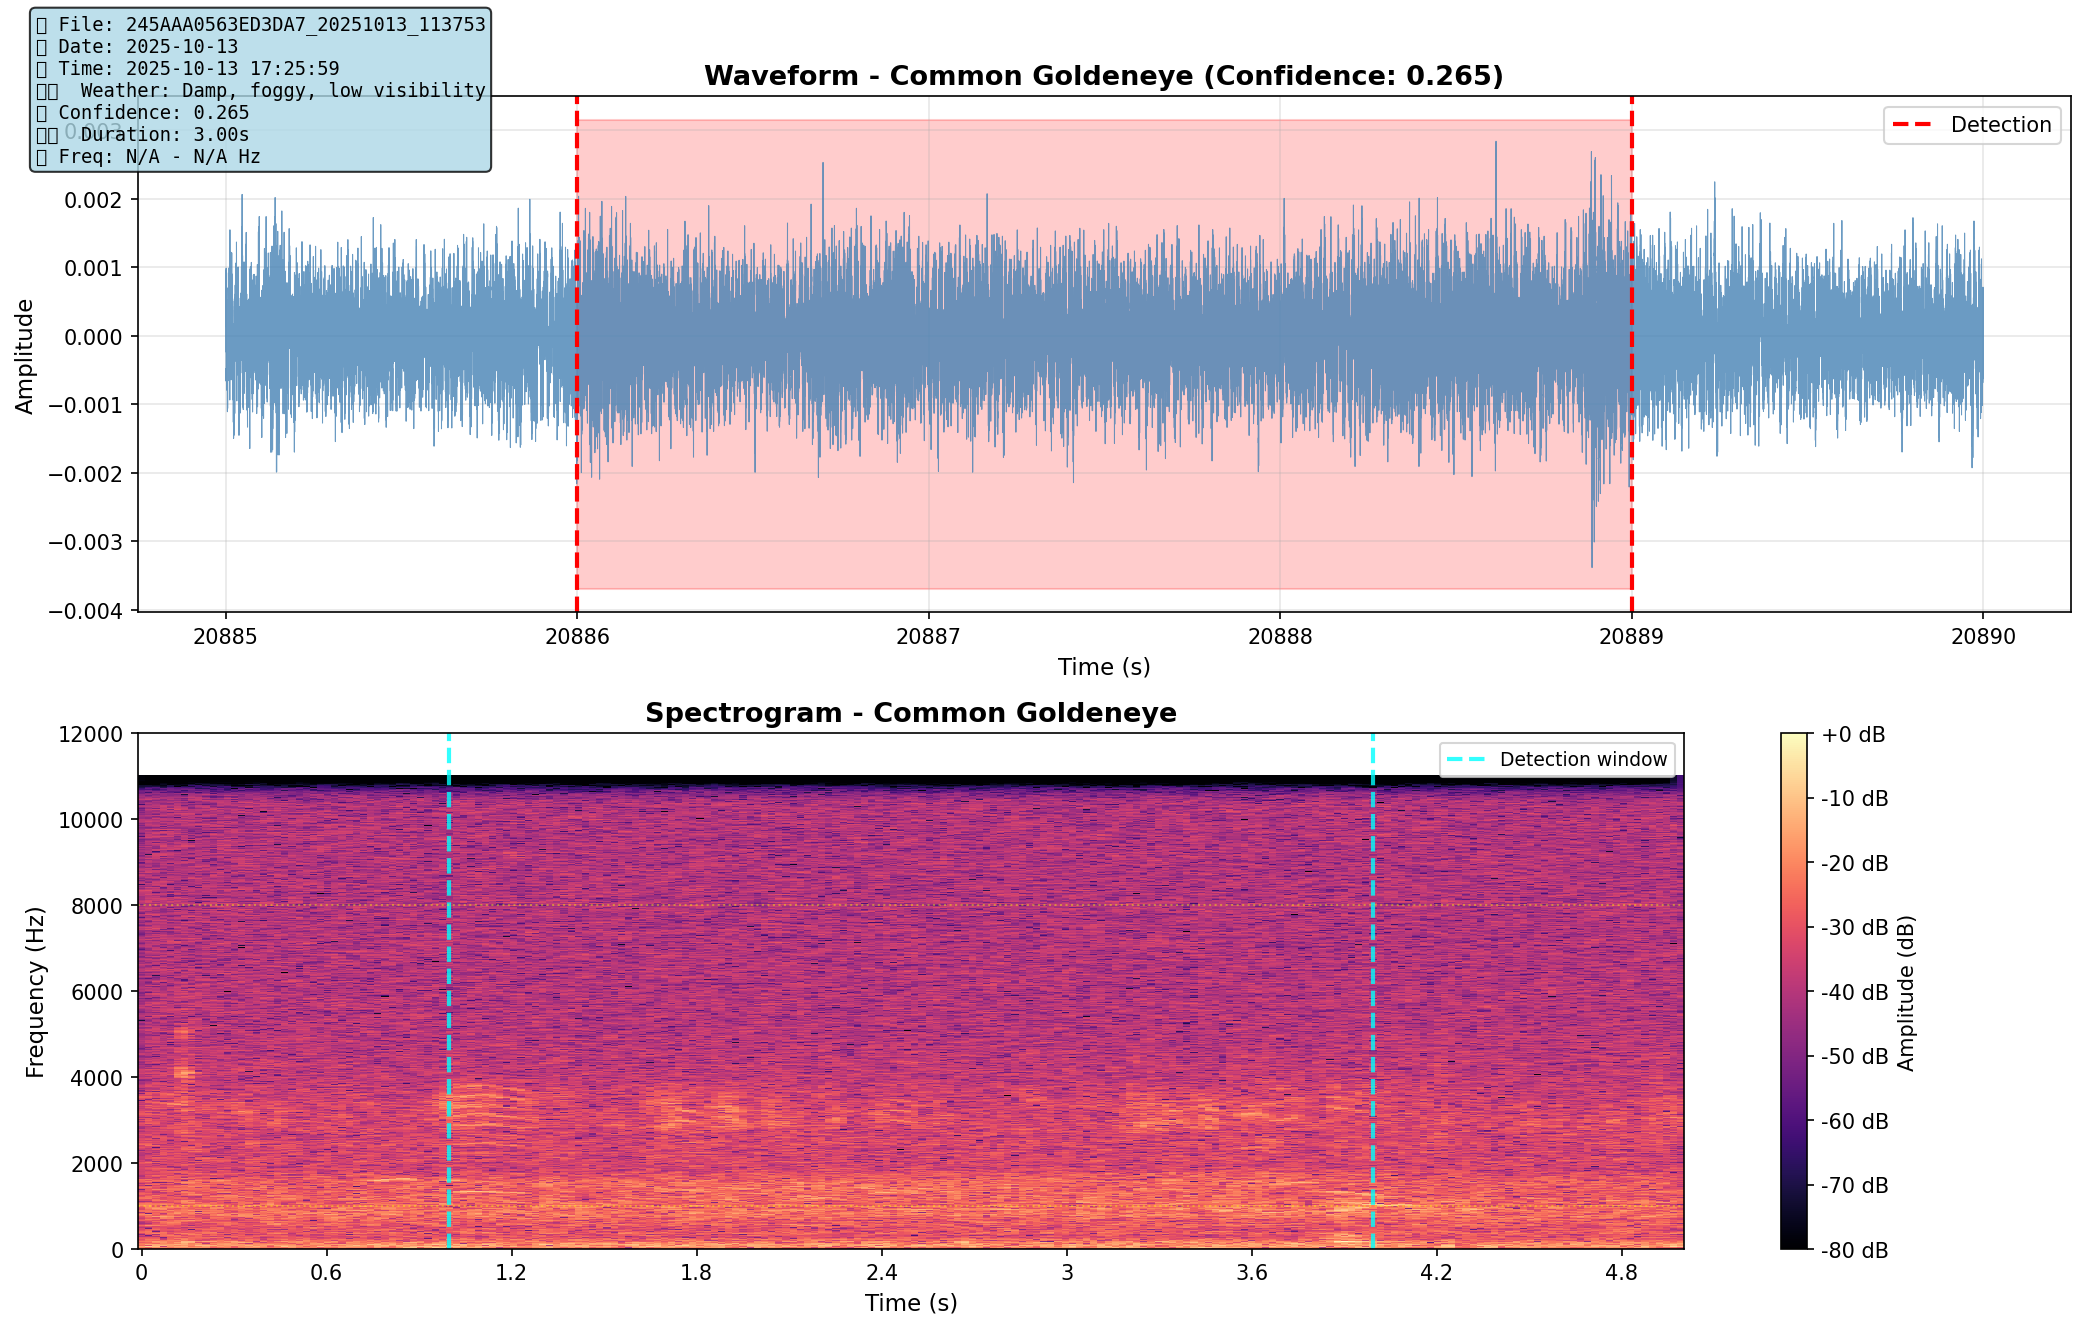 File: 245AAA0563ED3DA7_20251013_113753
Date: 2025-10-13
Time: 2025-10-13 17:25:59
Weather: Damp, foggy, low visibility
Confidence: 0.265
Duration: 3.00s
Freq: N/A - N/A Hz
Waveform - Common Goldeneye (Confidence: 0.265)
Detection
Amplitude
0.003
0.002
0.001
0.000
−0.001
−0.002
−0.003
−0.004
20885 20886 20887 20888 20889 20890
Time (s)
Spectrogram - Common Goldeneye
Detection window
Frequency (Hz)
12000
10000
8000
6000
4000
2000
0
0 0.6 1.2 1.8 2.4 3 3.6 4.2 4.8
Time (s)
+0 dB
-10 dB
-20 dB
-30 dB
-40 dB
-50 dB
-60 dB
-70 dB
-80 dB
Amplitude (dB)